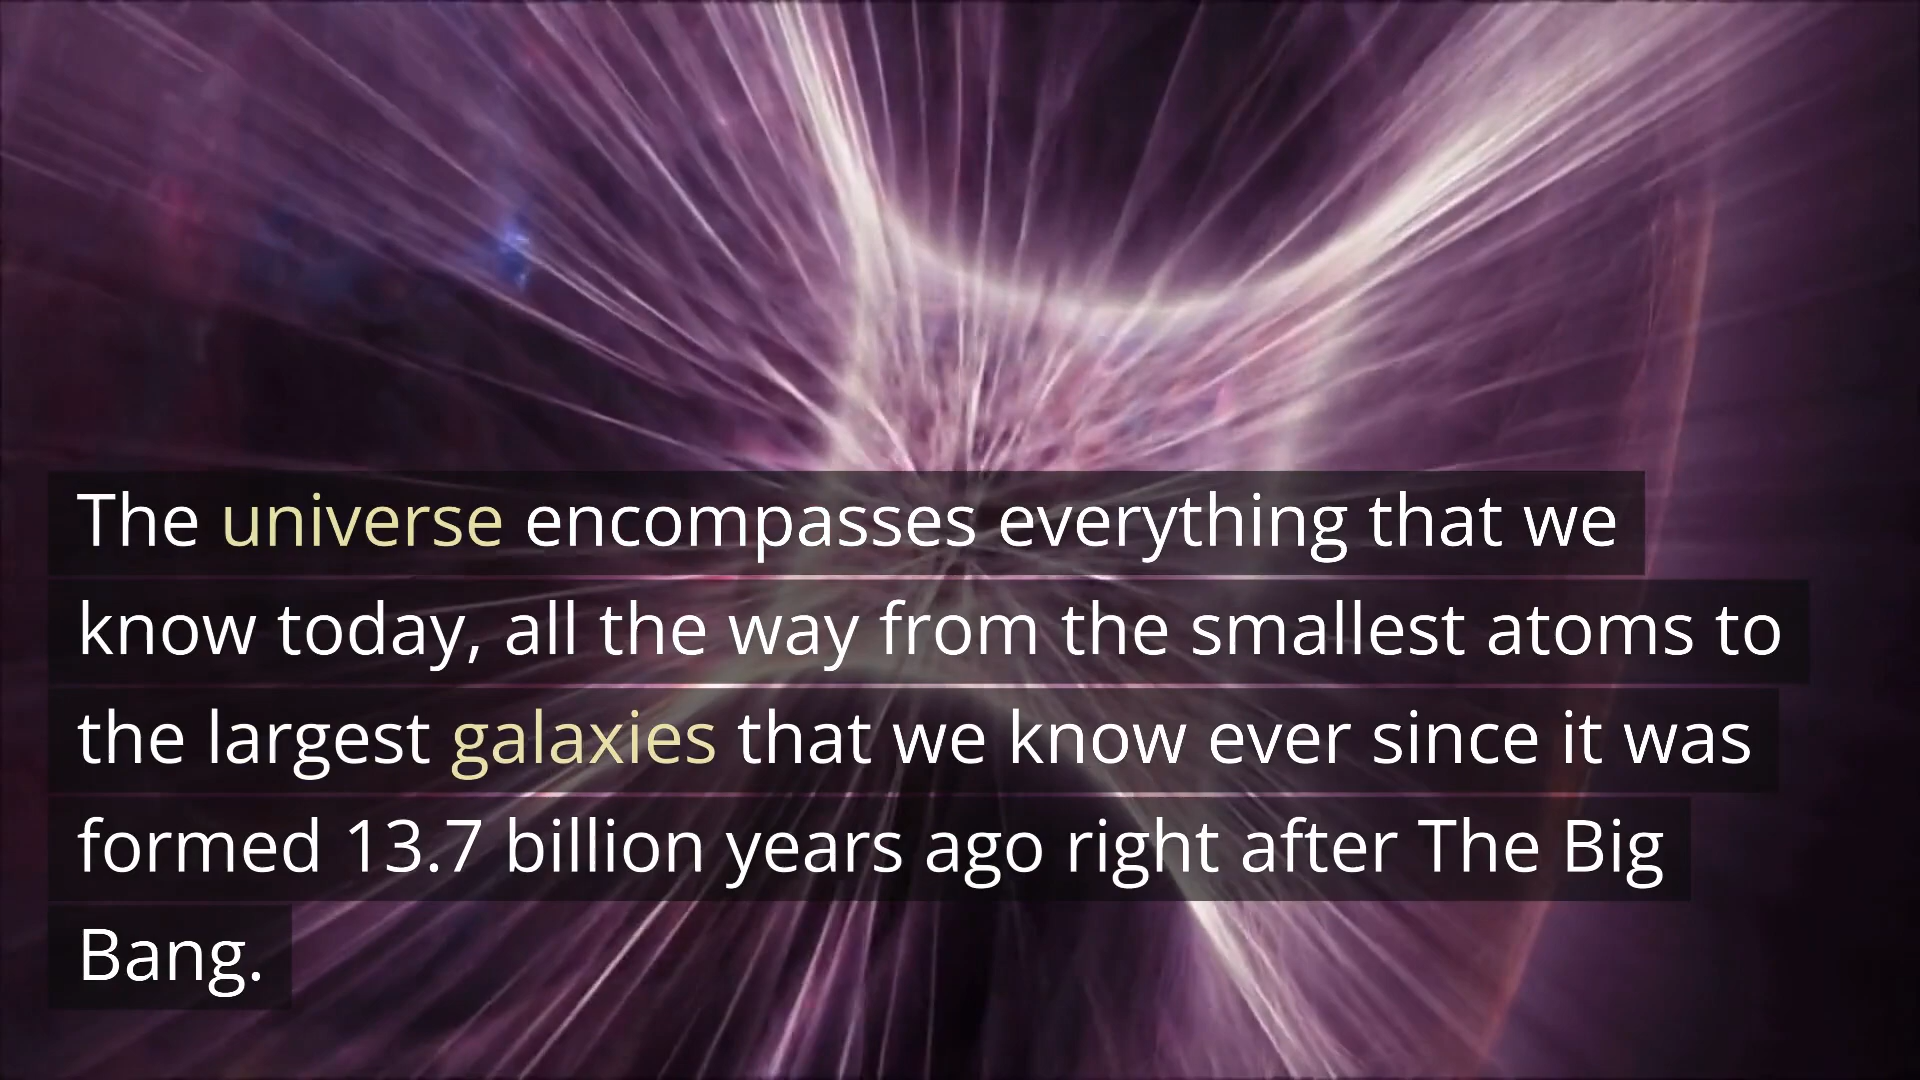 The universe encompasses everything that we
know today, all the way from the smallest atoms to
the largest galaxies that we know ever since it was
formed 13.7 billion years ago right after The Big
Bang.